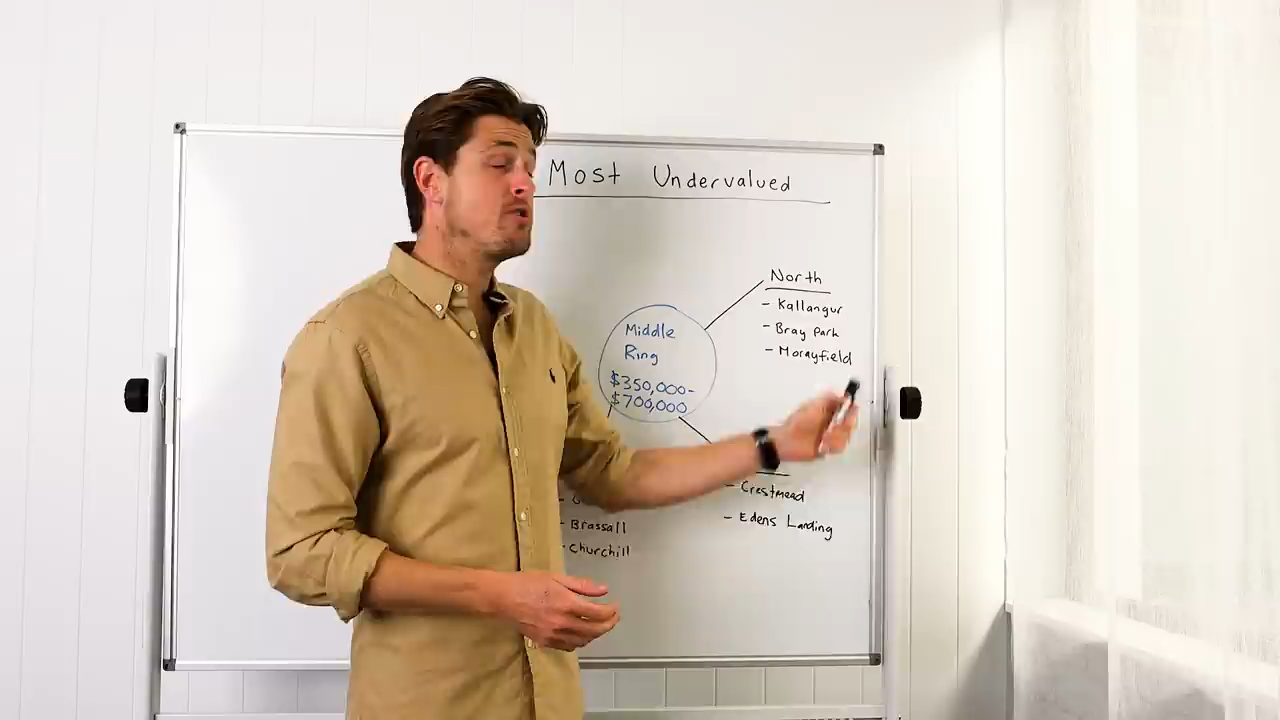 Most Undervalued
North
- Kallangur
- Bray Park
- Morayfield
Middle
Ring
$350,000-
$700,000
- Crestmead
- Edens Landing
- Brassall
- Churchill